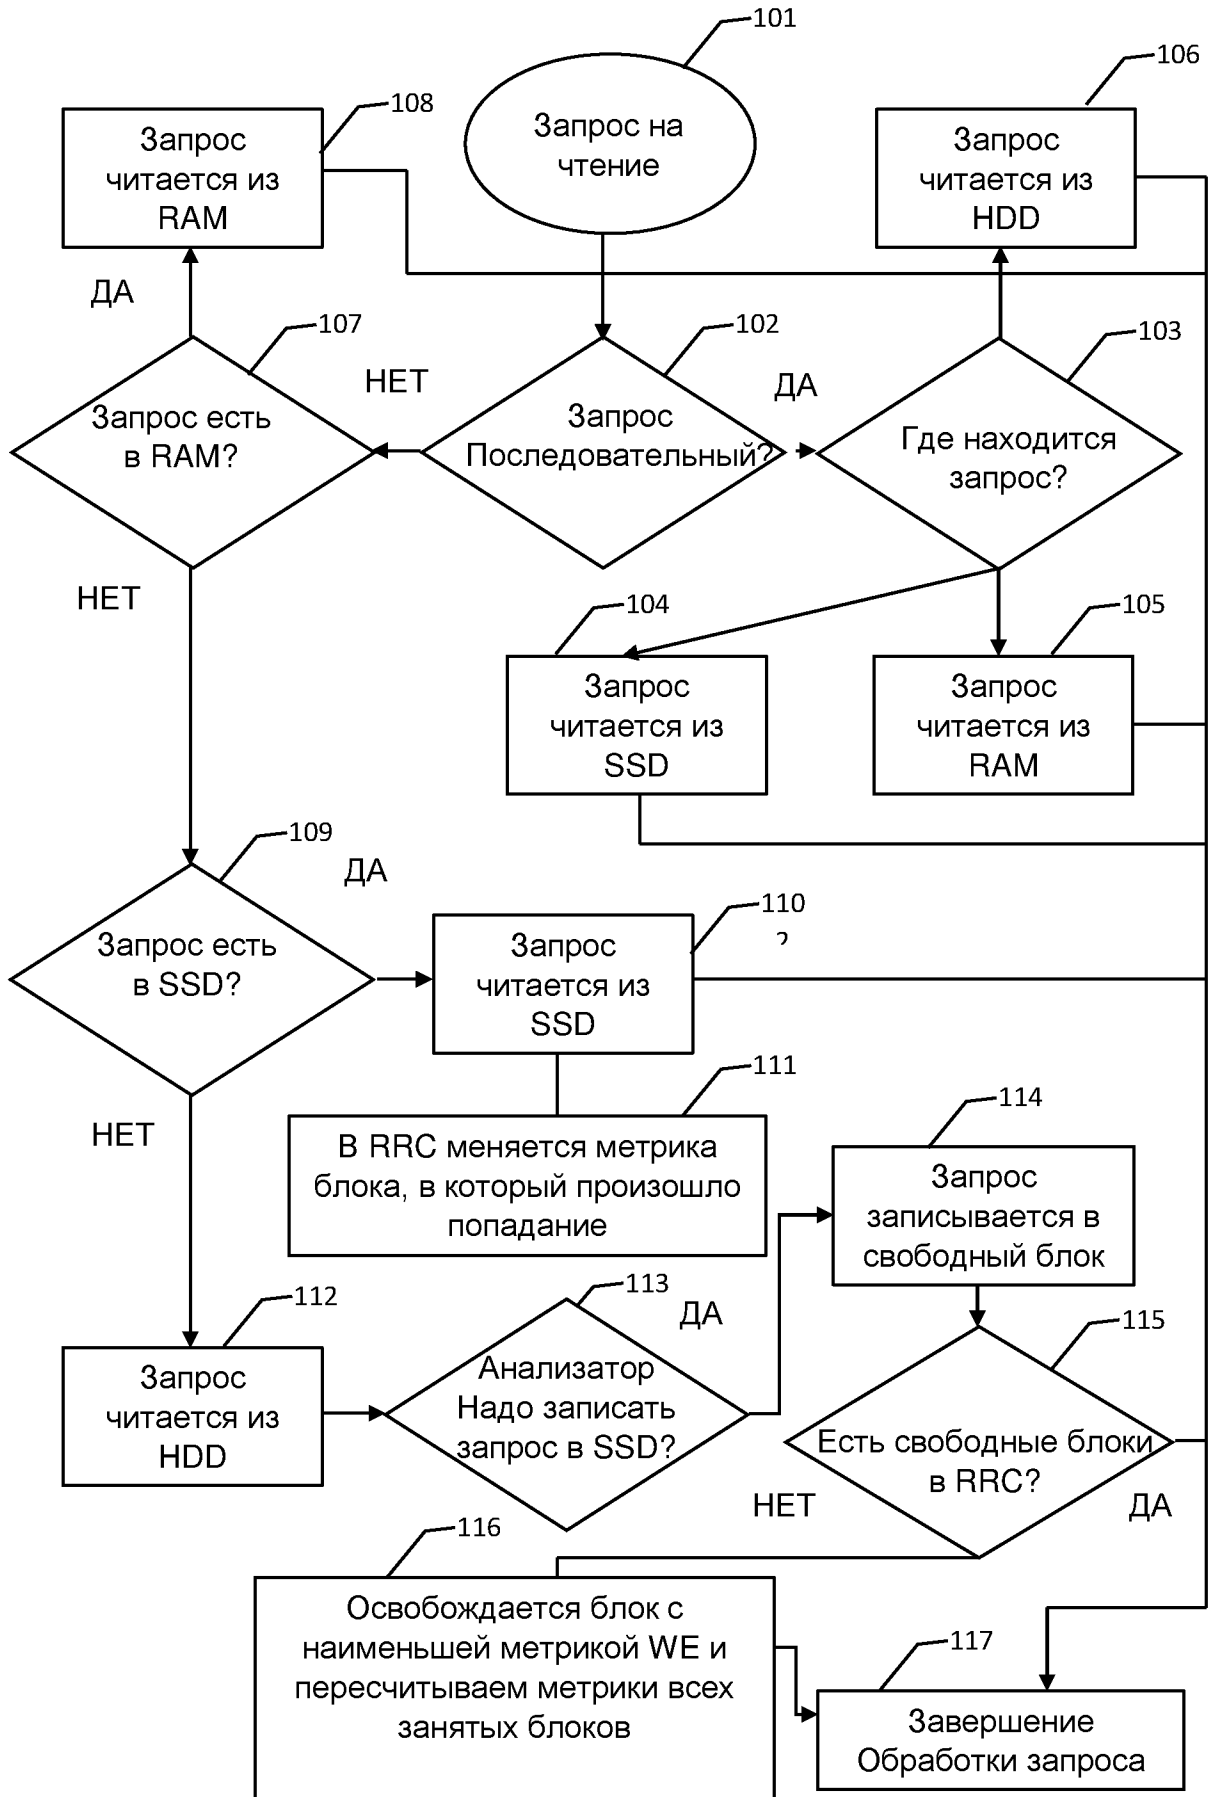 101
Запрос на
чтение
106
Запрос
читается из
HDD
108
Запрос
читается из
RAM
ДА
107
Запрос есть
в RAM?
НЕТ
102
Запрос
Последовательный?
ДА
103
Где находится
запрос?
НЕТ
104
Запрос
читается из
SSD
105
Запрос
читается из
RAM
109
Запрос есть
в SSD?
ДА
110
Запрос
читается из
SSD
111
В RRC меняется метрика
блока, в который произошло
попадание
НЕТ
112
Запрос
читается из
HDD
113
Анализатор
Надо записать
запрос в SSD?
ДА
114
Запрос
записывается в
свободный блок
115
Есть свободные блоки
в RRC?
НЕТ
ДА
116
Освобождается блок с
наименьшей метрикой WE и
пересчитываем метрики всех
занятых блоков
117
Завершение
Обработки запроса